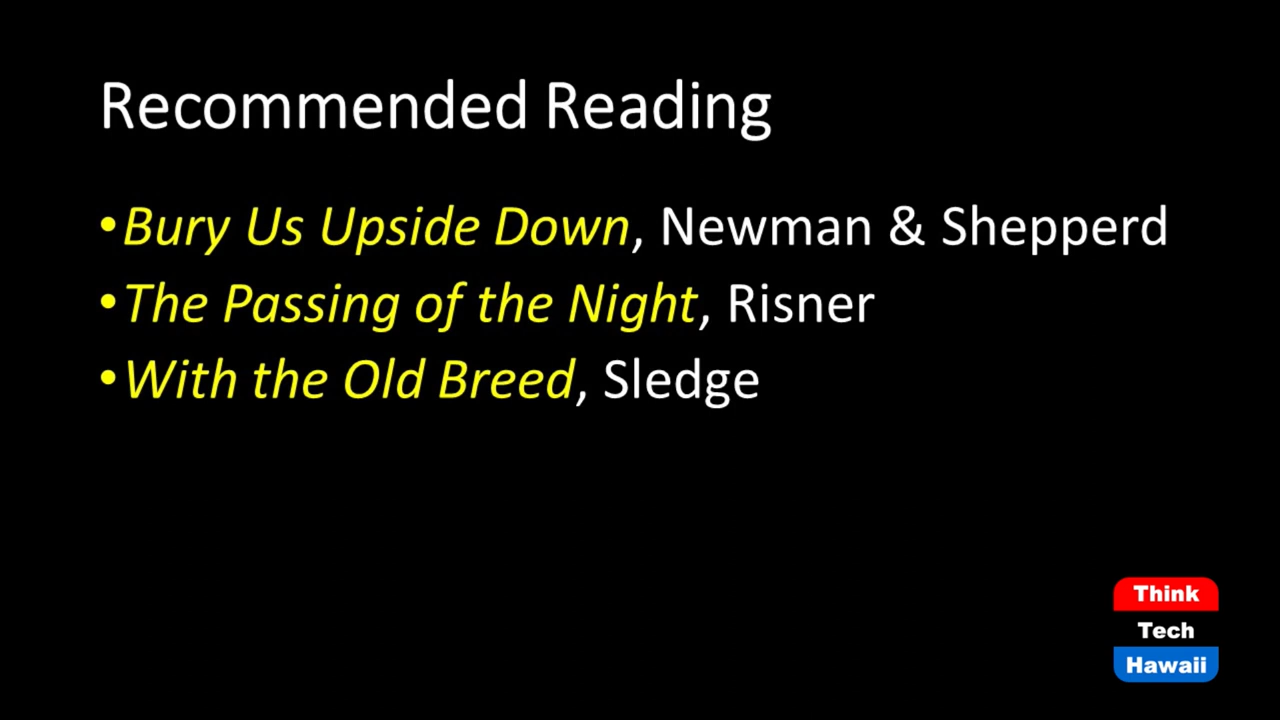 Recommended Reading
•Bury Us Upside Down, Newman & Shepperd
•The Passing of the Night, Risner
•With the Old Breed, Sledge
Think
Tech
Hawaii